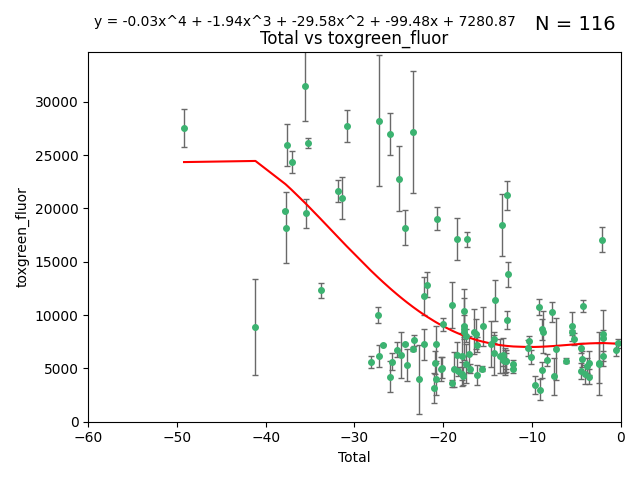 y = -0.03x^4 + -1.94x^3 + -29.58x^2 + -99.48x + 7280.87
N = 116
Total vs toxgreen_fluor
toxgreen_fluor
30000
25000
20000
15000
10000
5000
0
−60
−50
−40
−30
−20
−10
0
Total